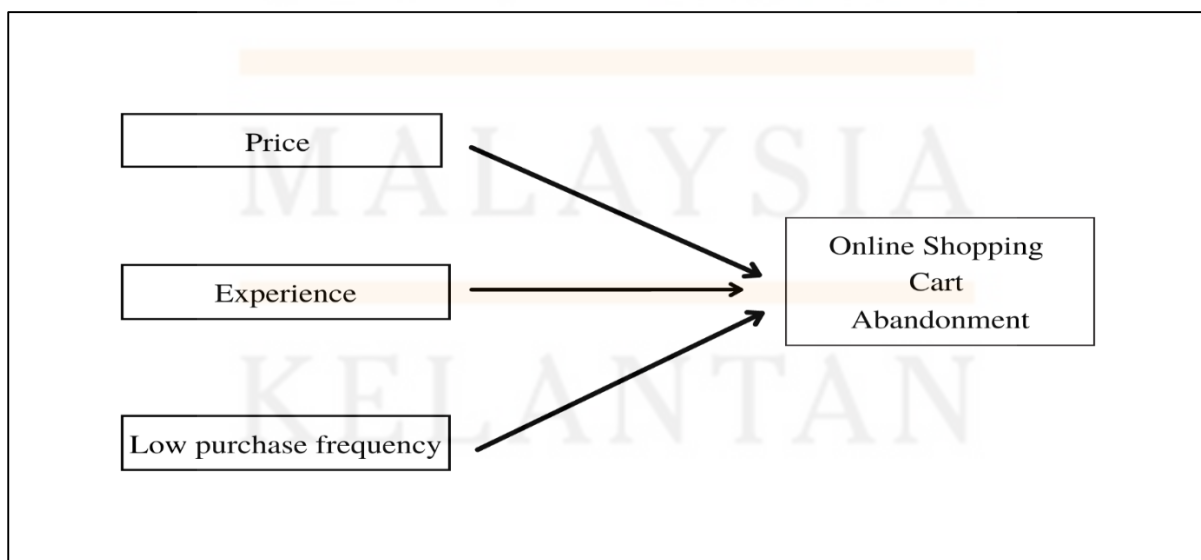 MALAYSIA
Price
Online Shopping
Cart
Abandonment
Experience
KELANTAN
Low purchase frequency